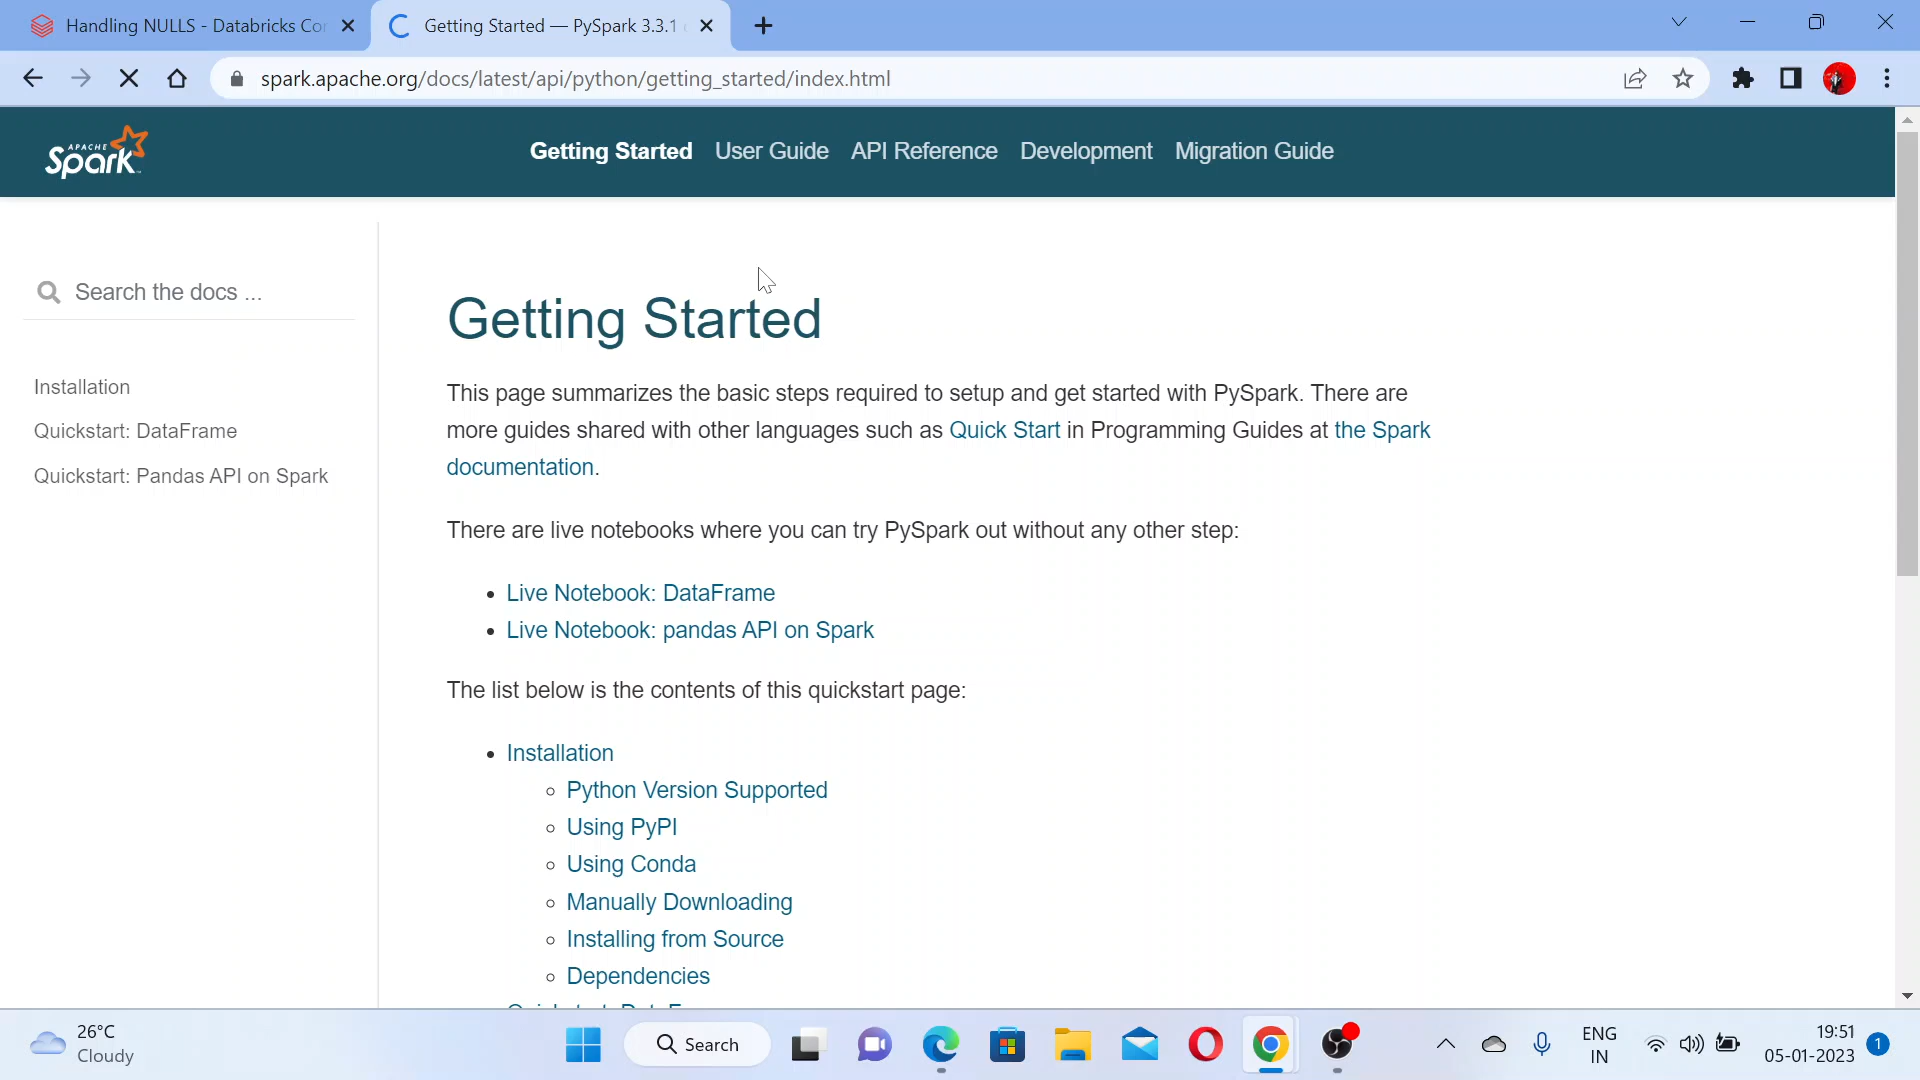 Handling NULLS - Databricks Co
Getting Started — PySpark 3.3.1
spark.apache.org/docs/latest/api/python/getting_started/index.html
APACHE
Spark
Getting Started User Guide API Reference Development Migration Guide
Search the docs ...
Installation
Quickstart: DataFrame
Quickstart: Pandas API on Spark
Getting Started
This page summarizes the basic steps required to setup and get started with PySpark. There are
more guides shared with other languages such as Quick Start in Programming Guides at the Spark
documentation.
There are live notebooks where you can try PySpark out without any other step:
• Live Notebook: DataFrame
• Live Notebook: pandas API on Spark
The list below is the contents of this quickstart page:
• Installation
◦ Python Version Supported
◦ Using PyPI
◦ Using Conda
◦ Manually Downloading
◦ Installing from Source
◦ Dependencies
26°C
Cloudy
Search
ENG
IN
19:51
05-01-2023
1